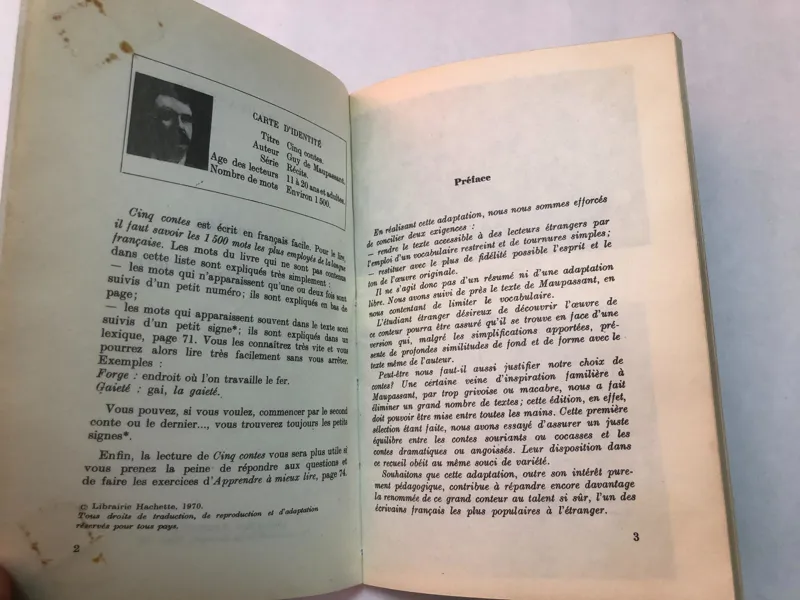 CARTE D'IDENTITÉ
Titre Cinq contes.
Auteur Guy de Maupassant.
Série Récits.
Age des lecteurs 11 à 20 ans et adultes.
Nombre de mots Environ 1 500.
Cinq contes est écrit en français facile. Pour le lire,
il faut savoir les 1 500 mots les plus employés de la langue
française. Les mots du livre qui ne sont pas contenus
dans cette liste sont expliqués très simplement :
— les mots qui n'apparaissent qu'une ou deux fois sont
suivis d'un petit numéro; ils sont expliqués en bas de
page;
— les mots qui apparaissent souvent dans le texte sont
suivis d'un petit signe*; ils sont expliqués dans un
lexique, page 71. Vous les connaîtrez très vite et vous
pourrez alors lire très facilement sans vous arrêter.
Exemples :
Forge : endroit où l'on travaille le fer.
Gaieté : gai, la gaieté.
Vous pouvez, si vous voulez, commencer par le second
conte ou le dernier..., vous trouverez toujours les petits
signes*.
Enfin, la lecture de Cinq contes vous sera plus utile si
vous prenez la peine de répondre aux questions et
de faire les exercices d'Apprendre à mieux lire, page 74.
© Librairie Hachette, 1970.
Tous droits de traduction, de reproduction et d'adaptation
réservés pour tous pays.
2
Préface
En réalisant cette adaptation, nous nous sommes efforcés
de concilier deux exigences :
— rendre le texte accessible à des lecteurs étrangers par
l'emploi d'un vocabulaire restreint et de tournures simples;
— restituer avec le plus de fidélité possible l'esprit et le
ton de l'œuvre originale.
Il ne s'agit donc pas d'un résumé ni d'une adaptation
libre. Nous avons suivi de près le texte de Maupassant, en
nous contentant de limiter le vocabulaire.
L'étudiant étranger désireux de découvrir l'œuvre de
ce conteur pourra être assuré qu'il se trouve en face d'une
version qui, malgré les simplifications apportées, pré-
sente de profondes similitudes de fond et de forme avec le
texte même de l'auteur.
Peut-être nous faut-il aussi justifier notre choix de
contes! Une certaine veine d'inspiration familière à
Maupassant, par trop grivoise ou macabre, nous a fait
éliminer un grand nombre de textes; cette édition, en effet,
doit pouvoir être mise entre toutes les mains. Cette première
sélection étant faite, nous avons essayé d'assurer un juste
équilibre entre les contes souriants ou cocasses et les
contes dramatiques ou angoissés. Leur disposition dans
ce recueil obéit au même souci de variété.
Souhaitons que cette adaptation, outre son intérêt pure-
ment pédagogique, contribue à répandre encore davantage
la renommée de ce grand conteur au talent si sûr, l'un des
écrivains français les plus populaires à l'étranger.
3